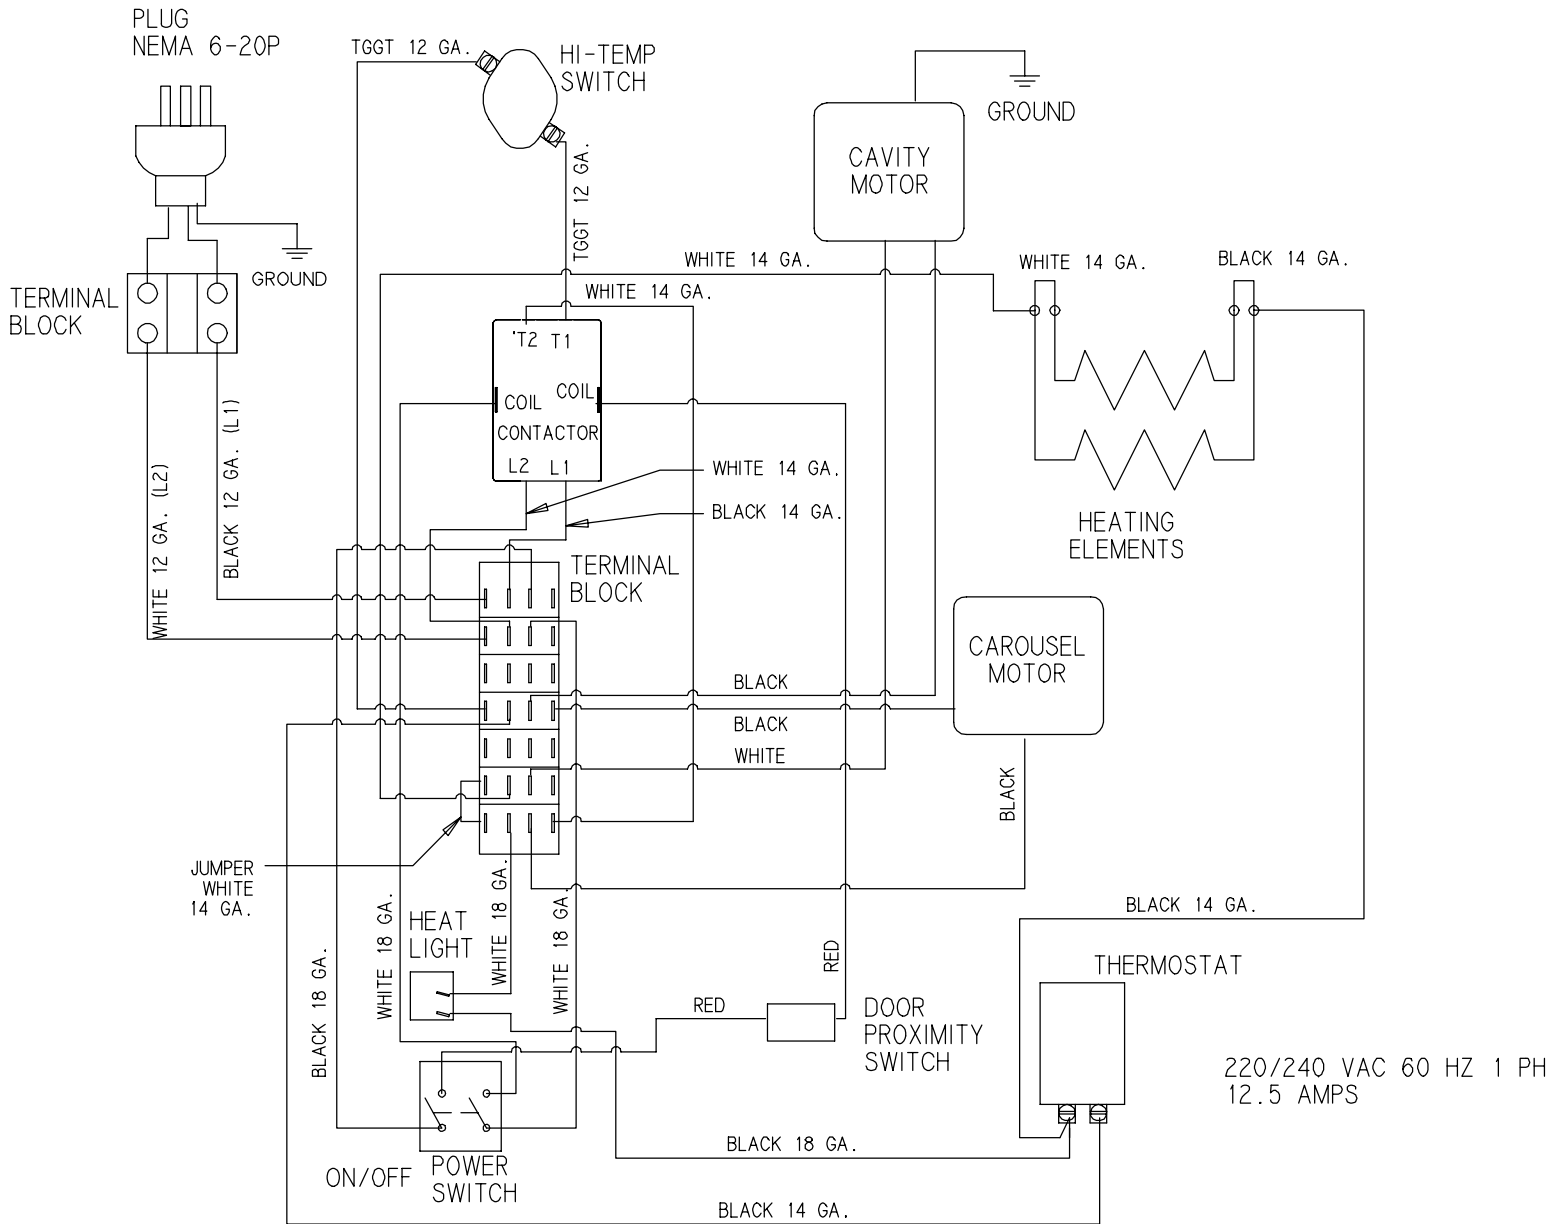 PLUG
NEMA 6-20P
TGGT 12 GA.
HI-TEMP
SWITCH
GROUND
CAVITY
MOTOR
TGGT 12 GA.
GROUND
WHITE 14 GA.
WHITE 14 GA.
BLACK 14 GA.
TERMINAL
BLOCK
WHITE 14 GA.
'T2 T1
COIL
COIL
CONTACTOR
L2 L1
WHITE 12 GA. (L2)
BLACK 12 GA. (L1)
WHITE 14 GA.
BLACK 14 GA.
HEATING
ELEMENTS
TERMINAL
BLOCK
CAROUSEL
MOTOR
BLACK
BLACK
WHITE
BLACK
JUMPER
WHITE
14 GA.
BLACK 18 GA.
WHITE 18 GA.
HEAT
LIGHT
WHITE 18 GA.
WHITE 18 GA.
RED
RED
BLACK 14 GA.
THERMOSTAT
DOOR
PROXIMITY
SWITCH
220/240 VAC 60 HZ 1 PH
12.5 AMPS
BLACK 18 GA.
ON/OFF
POWER
SWITCH
BLACK 14 GA.